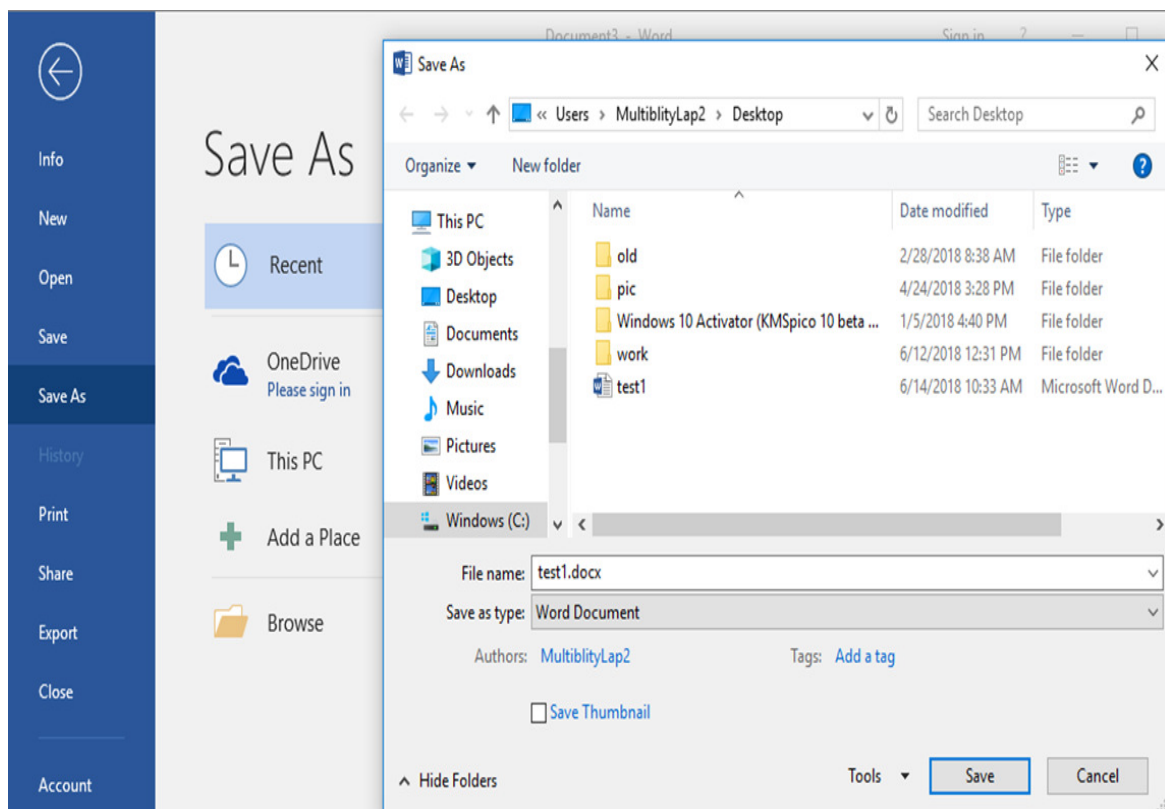 Document3 - Word
Sign in ?
Info
New
Open
Save
Save As
History
Print
Share
Export
Close
Account
Save As
Recent
OneDrive
Please sign in
This PC
Add a Place
Browse
Save As
« Users > MultiblityLap2 > Desktop
Search Desktop
Organize
New folder
This PC
3D Objects
Desktop
Documents
Downloads
Music
Pictures
Videos
Windows (C:)
Name Date modified Type
old 2/28/2018 8:38 AM File folder
pic 4/24/2018 3:28 PM File folder
Windows 10 Activator (KMSpico 10 beta ... 1/5/2018 4:40 PM File folder
work 6/12/2018 12:31 PM File folder
test1 6/14/2018 10:33 AM Microsoft Word D...
File name: test1.docx
Save as type: Word Document
Authors: MultiblityLap2 Tags: Add a tag
Save Thumbnail
Hide Folders
Tools
Save
Cancel